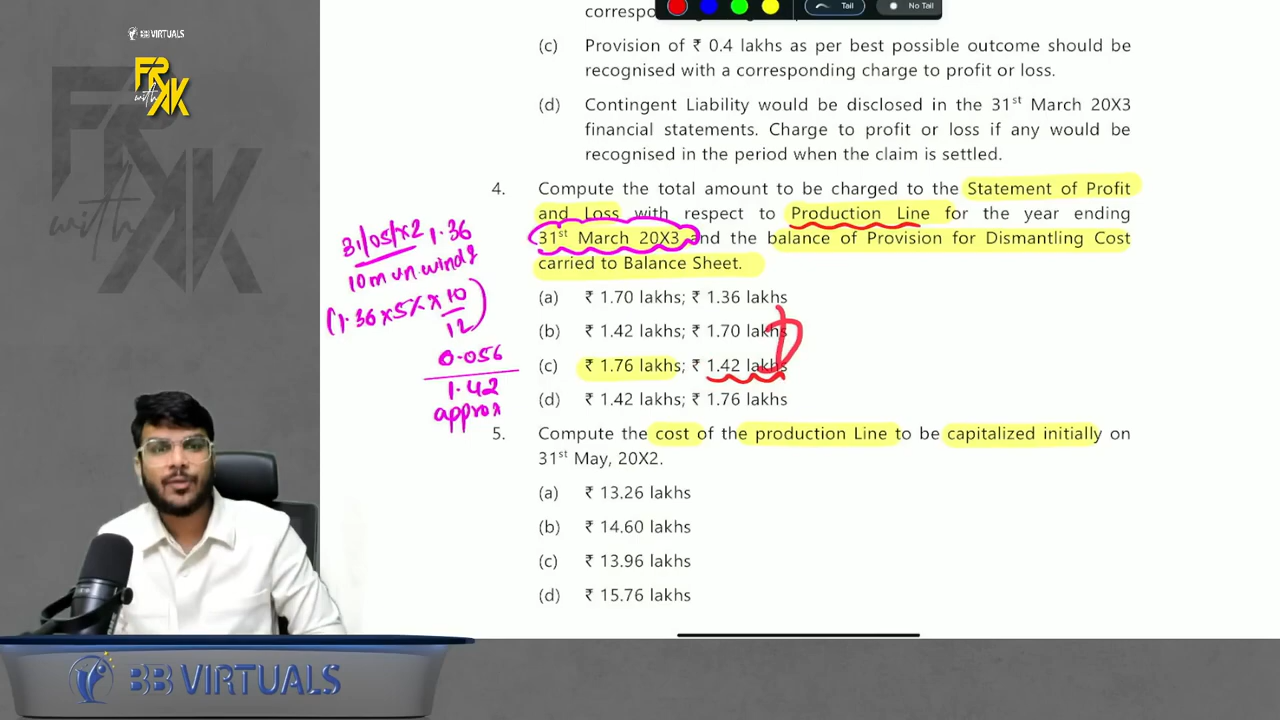 BB VIRTUALS
FR
with
AK
Tail
No Tail
(c) Provision of ₹ 0.4 lakhs as per best possible outcome should be
recognised with a corresponding charge to profit or loss.
(d) Contingent Liability would be disclosed in the 31st March 20X3
financial statements. Charge to profit or loss if any would be
recognised in the period when the claim is settled.
4. Compute the total amount to be charged to the Statement of Profit
and Loss with respect to Production Line for the year ending
31st March 20X3 and the balance of Provision for Dismantling Cost
carried to Balance Sheet.
(a) ₹ 1.70 lakhs; ₹ 1.36 lakhs
(b) ₹ 1.42 lakhs; ₹ 1.70 lakhs
(c) ₹ 1.76 lakhs; ₹ 1.42 lakhs
(d) ₹ 1.42 lakhs; ₹ 1.76 lakhs
31/05/x2 1.36
10m unwindg
(1.36x5%x10/12)
0.056
1.42
approx
5. Compute the cost of the production Line to be capitalized initially on
31st May, 20X2.
(a) ₹ 13.26 lakhs
(b) ₹ 14.60 lakhs
(c) ₹ 13.96 lakhs
(d) ₹ 15.76 lakhs
BB VIRTUALS